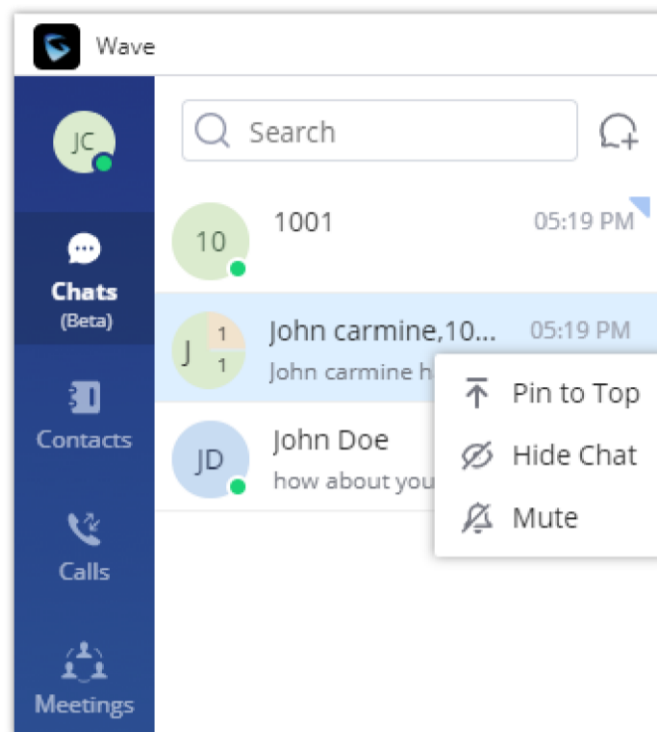 Wave
JC
Search
Chats
(Beta)
Contacts
Calls
Meetings
10
1001
05:19 PM
J
1
1
John carmine,10...
05:19 PM
John carmine h
JD
John Doe
how about you
Pin to Top
Hide Chat
Mute